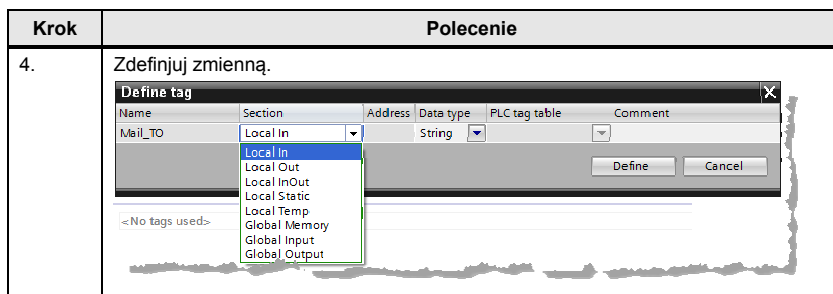 Krok Polecenie
4. Zdefinjuj zmienną.
Define tag X
Name Section Address Data type PLC tag table Comment
Mail_TO Local In String
Local In
Local Out
Local InOut
Local Static
Local Temp
Global Memory
Global Input
Global Output
Define Cancel
<No tags used>